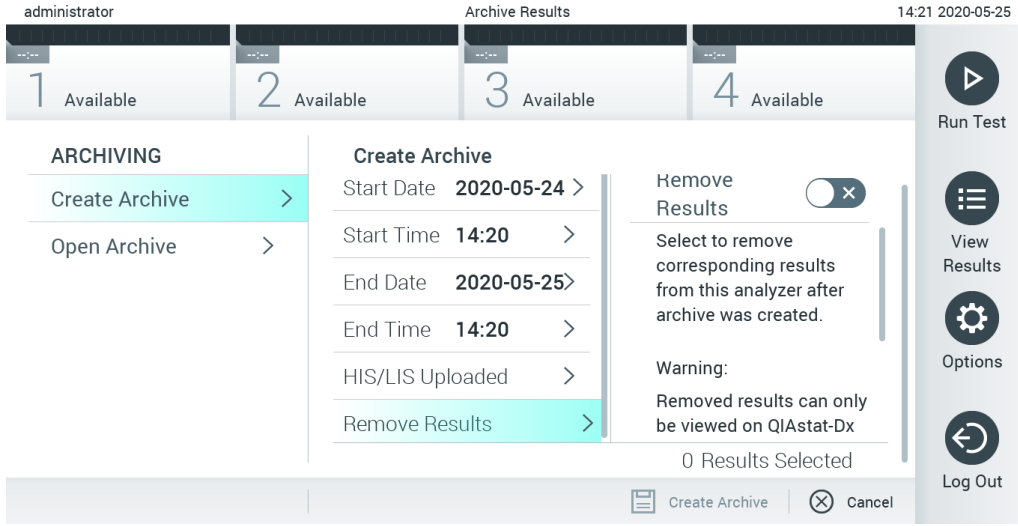 administrator
Archive Results
14:21 2020-05-25
--:--
1 Available
--:--
2 Available
--:--
3 Available
--:--
4 Available
Run Test
View
Results
Options
Log Out
ARCHIVING
Create Archive
Open Archive
Create Archive
Start Date 2020-05-24
Start Time 14:20
End Date 2020-05-25
End Time 14:20
HIS/LIS Uploaded
Remove Results
Remove
Results
Select to remove
corresponding results
from this analyzer after
archive was created.
Warning:
Removed results can only
be viewed on QIAstat-Dx
0 Results Selected
Create Archive
Cancel